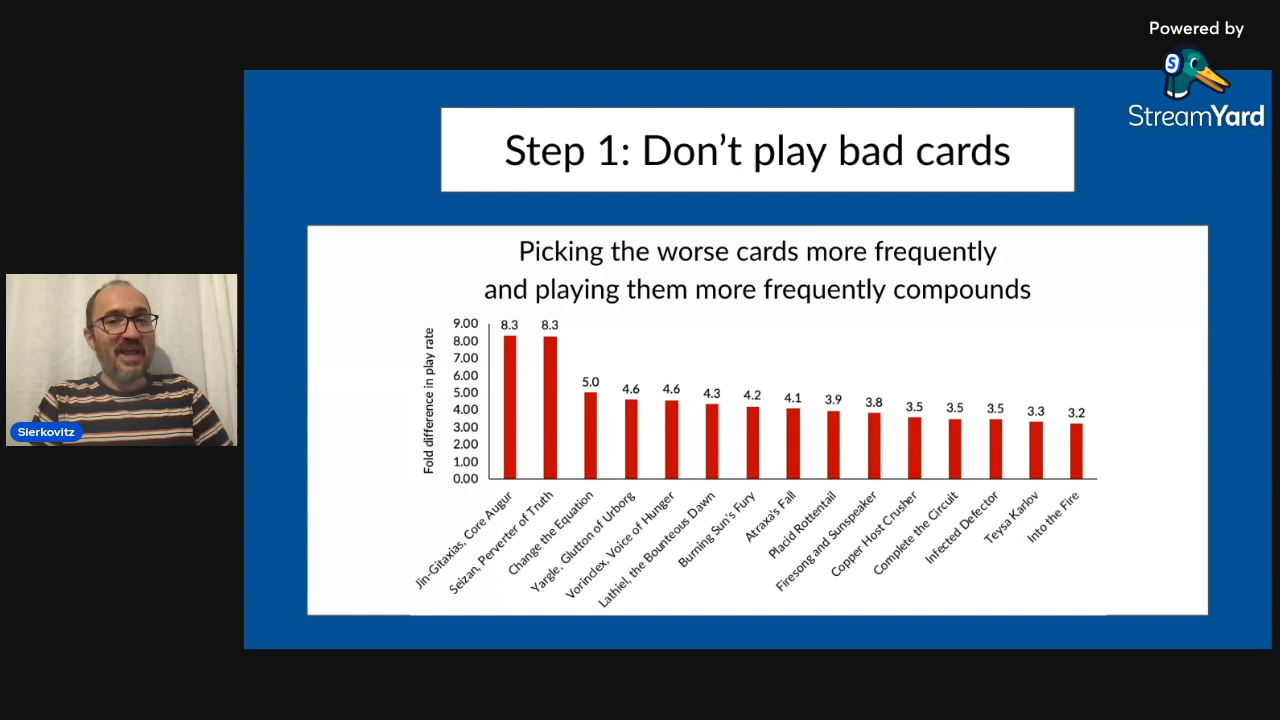 Powered by
S
StreamYard
Step 1: Don't play bad cards
Picking the worse cards more frequently
and playing them more frequently compounds
Fold difference in play rate
9.00
8.00
7.00
6.00
5.00
4.00
3.00
2.00
1.00
0.00
8.3
8.3
5.0
4.6
4.6
4.3
4.2
4.1
3.9
3.8
3.5
3.5
3.5
3.3
3.2
Jin-Gitaxias, Core Augur
Seizan, Perverter of Truth
Change the Equation
Yargle, Glutton of Urborg
Vorinclex, Voice of Hunger
Lathiel, the Bounteous Dawn
Burning Sun's Fury
Atraxa's Fall
Placid Rottentail
Firesong and Sunspeaker
Copper Host Crusher
Complete the Circuit
Infected Defector
Teysa Karlov
Into the Fire
Sierkovitz